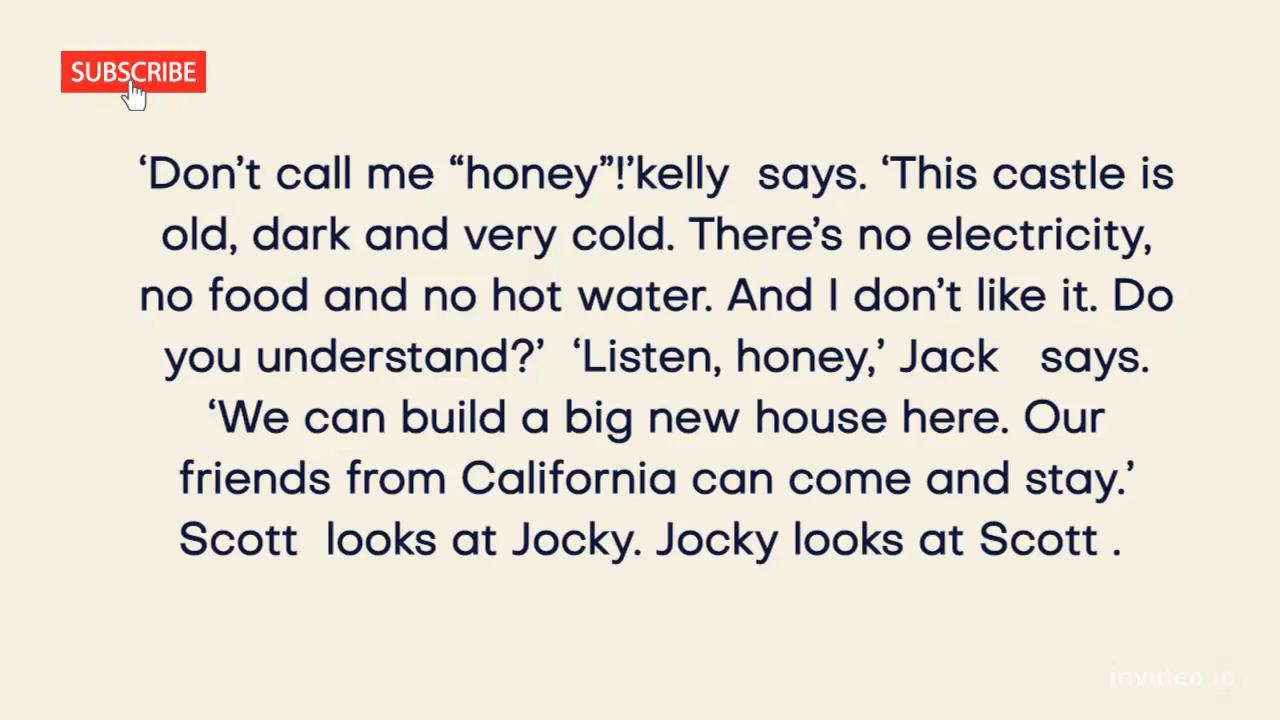 SUBSCRIBE
‘Don’t call me “honey”!’kelly  says. ‘This castle is
old, dark and very cold. There’s no electricity,
no food and no hot water. And I don’t like it. Do
you understand?’  ‘Listen, honey,’ Jack   says.
‘We can build a big new house here. Our
friends from California can come and stay.’
Scott  looks at Jocky. Jocky looks at Scott .
invideo.io